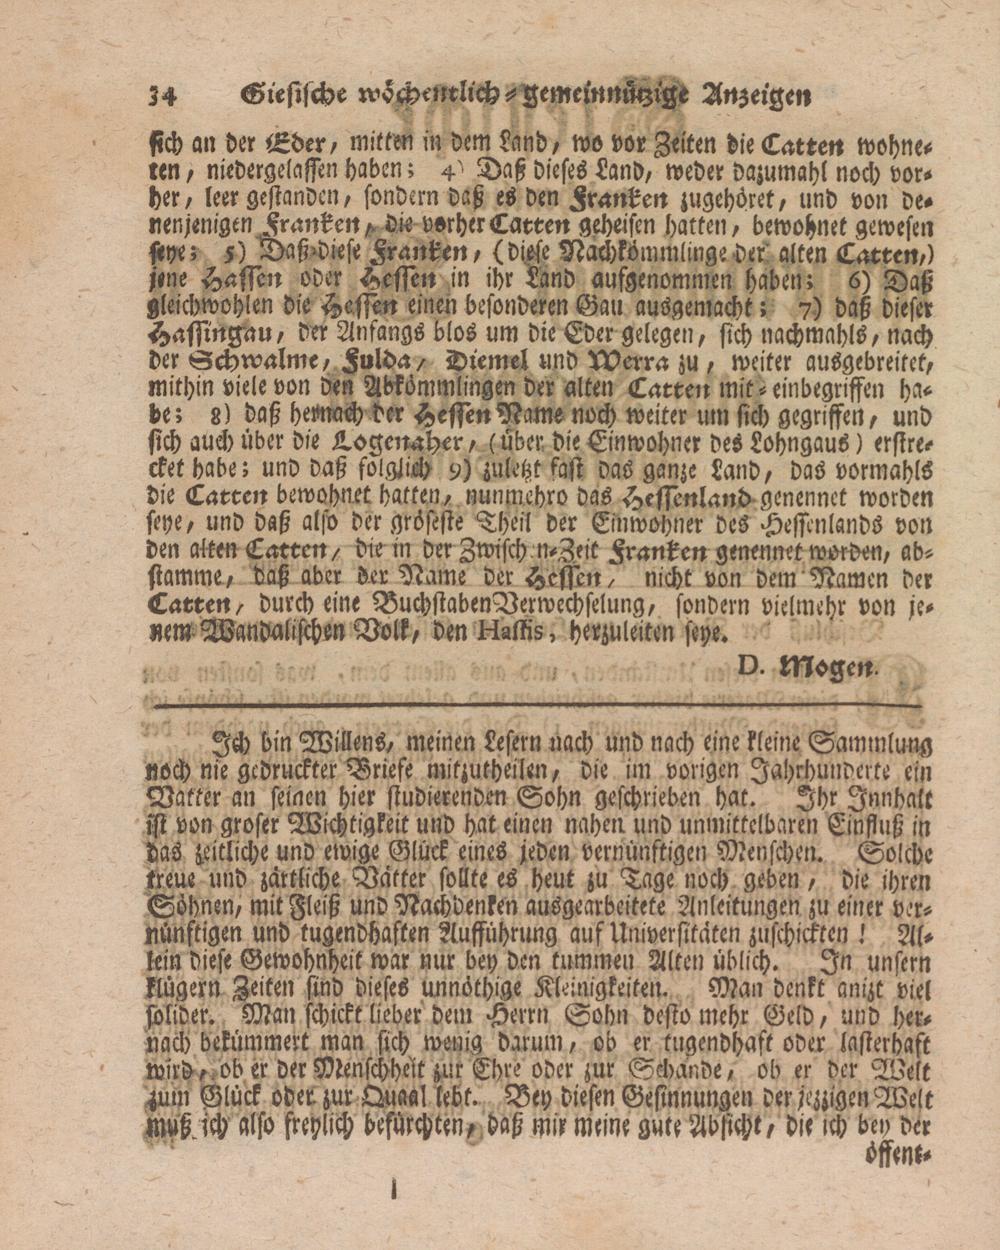 34 Giesische wöchentlich-gemeinnützige Anzeigen
sich an der Eder, mitten in dem Land, wo vor Zeiten die Catten wohne-
ten, niedergelassen haben; 4) Daß dieses Land, weder dazumahl noch vor-
her, leer gestanden, sondern daß es den Franken zugehöret, und von de-
nenjenigen Franken, die vorher Catten geheisen hatten, bewohnet gewesen
seye; 5) Daß diese Franken, (diese Nachkömmlinge der alten Catten,)
jene Hassen oder Hessen in ihr Land aufgenommen haben; 6) Daß
gleichwohlen die Hessen einen besonderen Gau ausgemacht; 7) daß dieser
Hassingau, der Anfangs blos um die Eder gelegen, sich nachmahls, nach
der Schwalme, Fulda, Diemel und Werra zu, weiter ausgebreitet,
mithin viele von den Abkömmlingen der alten Catten mit-einbegriffen ha-
be; 8) daß hernach der Hessen Name noch weiter um sich gegriffen, und
sich auch über die Logenaher, (über die Einwohner des Lohngaus) erstre-
cket habe; und daß folglich 9) zuletzt fast das ganze Land, das vormahls
die Catten bewohnet hatten, nunmehro das Hessenland genennet worden
seye, und daß also der gröseste Theil der Einwohner des Hessenlands von
den alten Catten, die in der Zwisch n-Zeit Franken genennet worden, ab-
stamme, daß aber der Name der Hessen, nicht von dem Namen der
Catten, durch eine BuchstabenVerwechselung, sondern vielmehr von je-
nem Wandalischen Volk, den Hassis, herzuleiten seye.
D. Mogen.
Ich bin Willens, meinen Lesern nach und nach eine kleine Sammlung
noch nie gedruckter Briefe mitzutheilen, die im vorigen Jahrhunderte ein
Vatter an seinen hier studierenden Sohn geschrieben hat. Ihr Innhalt
ist von groser Wichtigkeit und hat einen nahen und unmittelbaren Einfluß in
das zeitliche und ewige Glück eines jeden vernünftigen Menschen. Solche
treue und zärtliche Vätter sollte es heut zu Tage noch geben, die ihren
Söhnen, mit Fleiß und Nachdenken ausgearbeitete Anleitungen zu einer ver-
nünftigen und tugendhaften Aufführung auf Universitäten zuschickten! Al-
lein diese Gewohnheit war nur bey den tummen Alten üblich. In unsern
klügern Zeiten sind dieses unnöthige Kleinigkeiten. Man denkt anizt viel
solider. Man schickt lieber dem Herrn Sohn desto mehr Geld, und her-
nach bekümmert man sich wenig darum, ob er tugendhaft oder lasterhaft
wird, ob er der Menschheit zur Ehre oder zur Schande, ob er der Welt
zum Glück oder zur Quaal lebt. Bey diesen Gesinnungen der jezzigen Welt
muß ich also freylich befürchten, daß mir meine gute Absicht, die ich bey der
öffent-